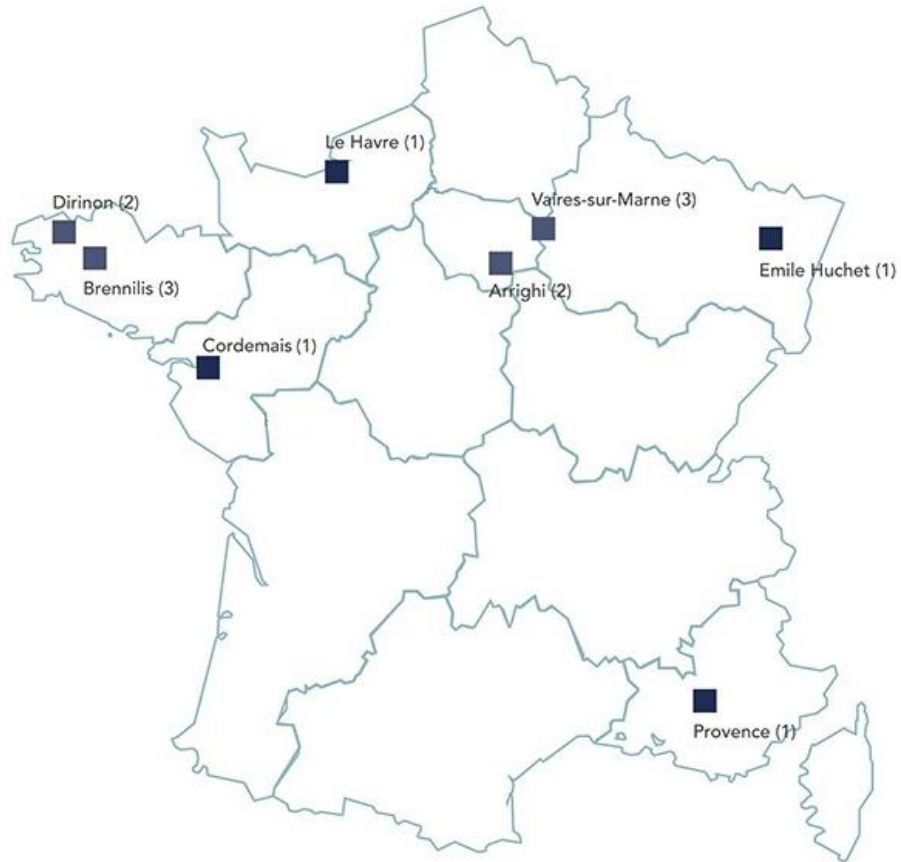 Le Havre (1)
Dirinon (2)
Vaires-sur-Marne (3)
Emile Huchet (1)
Brennilis (3)
Arrighi (2)
Cordemais (1)
Provence (1)